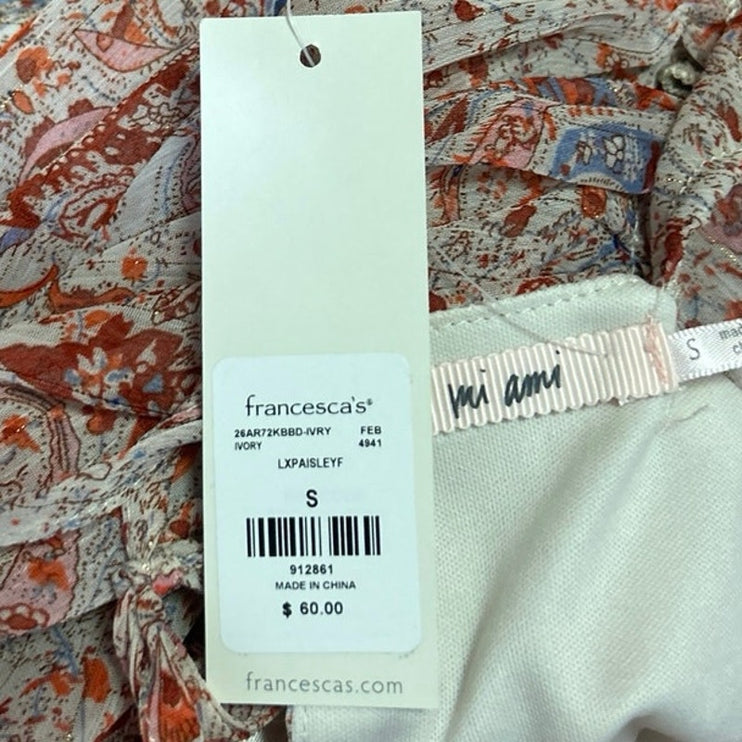 francesca's®
26AR72KBBD-IVRY FEB
IVORY 4941
LXPAISLEYF
S
912861
MADE IN CHINA
$ 60.00
francescas.com
mi ami
S